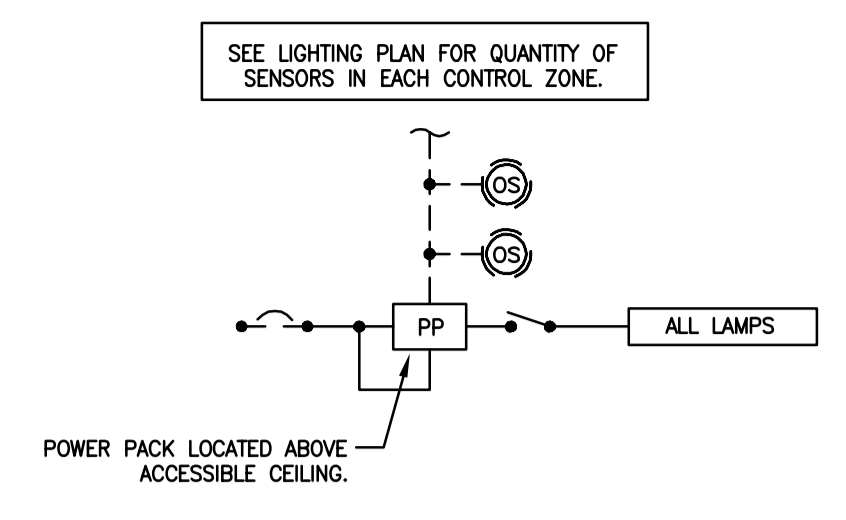 SEE LIGHTING PLAN FOR QUANTITY OF
SENSORS IN EACH CONTROL ZONE.
OS
OS
PP
ALL LAMPS
POWER PACK LOCATED ABOVE
ACCESSIBLE CEILING.